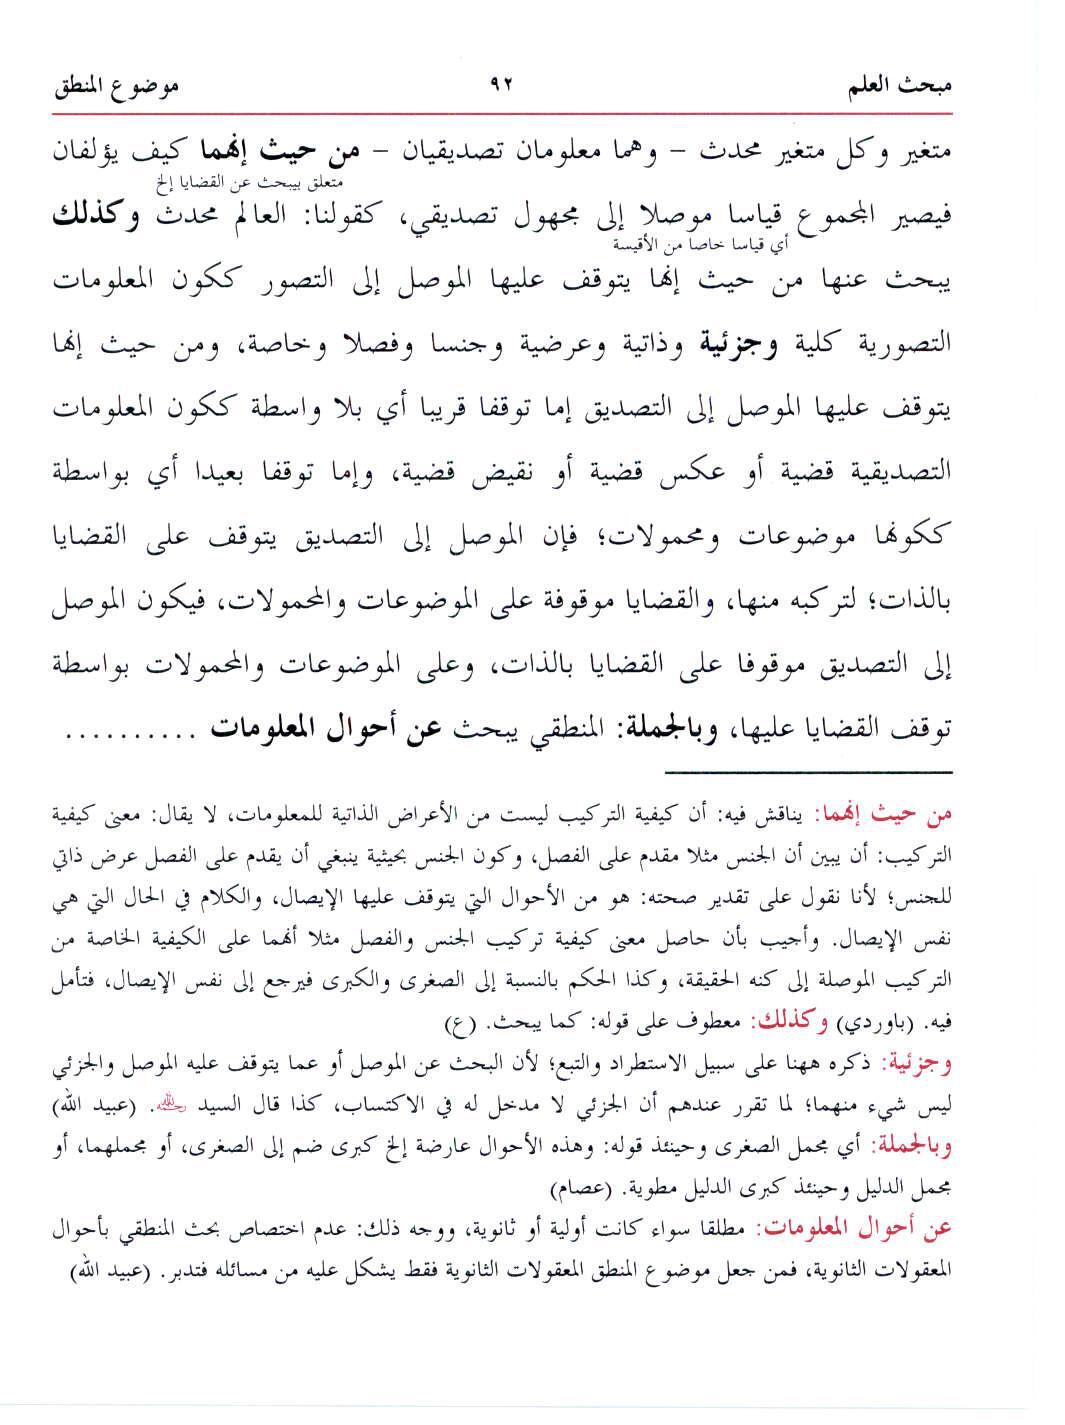 مبحث العلم ٩٢ موضوع المنطق
متغير وكل متغير محدث – وهما معلومان تصديقيان – من حيث إنهما كيف يؤلفان
متعلق بيبحث عن القضايا إلخ
فيصير المجموع قياسا موصلا إلى مجهول تصديقي، كقولنا: العالم محدث وكذلك
أي قياسا خاصا من الأقيسة
يبحث عنها من حيث إنها يتوقف عليها الموصل إلى التصور ككون المعلومات
التصورية كلية وجزئية وذاتية وعرضية وجنسا وفصلا وخاصة، ومن حيث إنها
يتوقف عليها الموصل إلى التصديق إما توقفا قريبا أي بلا واسطة ككون المعلومات
التصديقية قضية أو عكس قضية أو نقيض قضية، وإما توقفا بعيدا أي بواسطة
ككونها موضوعات ومحمولات؛ فإن الموصل إلى التصديق يتوقف على القضايا
بالذات؛ لتركبه منها، والقضايا موقوفة على الموضوعات والمحمولات، فيكون الموصل
إلى التصديق موقوفا على القضايا بالذات، وعلى الموضوعات والمحمولات بواسطة
توقف القضايا عليها، وبالجملة: المنطقي يبحث عن أحوال المعلومات ..........
من حيث إنهما: يناقش فيه: أن كيفية التركيب ليست من الأعراض الذاتية للمعلومات، لا يقال: معنى كيفية
التركيب: أن يبين أن الجنس مثلا مقدم على الفصل، وكون الجنس بحيثية ينبغي أن يقدم على الفصل عرض ذاتي
للجنس؛ لأنا نقول على تقدير صحته: هو من الأحوال التي يتوقف عليها الإيصال، والكلام في الحال التي هي
نفس الإيصال. وأجيب بأن حاصل معنى كيفية تركيب الجنس والفصل مثلا أنهما على الكيفية الخاصة من
التركيب الموصلة إلى كنه الحقيقة، وكذا الحكم بالنسبة إلى الصغرى والكبرى فيرجع إلى نفس الإيصال، فتأمل
فيه. (باوردي) وكذلك: معطوف على قوله: كما يبحث. (ع)
وجزئية: ذكره ههنا على سبيل الاستطراد والتبع؛ لأن البحث عن الموصل أو عما يتوقف عليه الموصل والجزئي
ليس شيء منهما؛ لما تقرر عندهم أن الجزئي لا مدخل له في الاكتساب، كذا قال السيد رحمه الله. (عبيد الله)
وبالجملة: أي مجمل الصغرى وحينئذ قوله: وهذه الأحوال عارضة إلخ كبرى ضم إلى الصغرى، أو مجملهما، أو
مجمل الدليل وحينئذ كبرى الدليل مطوية. (عصام)
عن أحوال المعلومات: مطلقا سواء كانت أولية أو ثانوية، ووجه ذلك: عدم اختصاص بحث المنطقي بأحوال
المعقولات الثانوية، فمن جعل موضوع المنطق المعقولات الثانوية فقط يشكل عليه من مسائله فتدبر. (عبيد الله)